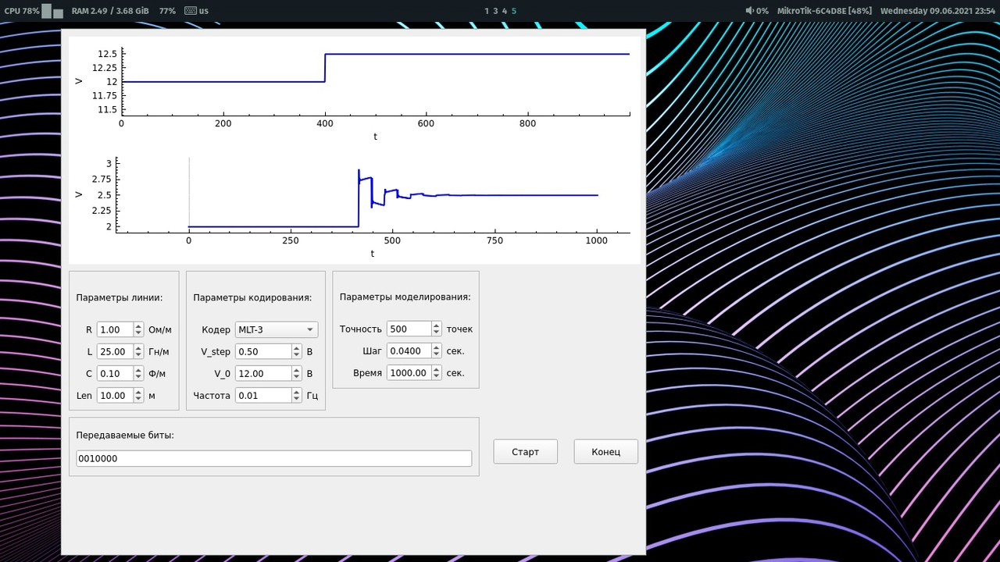 CPU 78% RAM 2.49 / 3.68 GiB 77% us 1 3 4 5 0% MikroTik-6C4D8E [48%] Wednesday 09.06.2021 23:54
12.5
12.25
V 12
11.75
11.5
0 200 400 600 800
t
3
2.75
V 2.5
2.25
2
0 250 500 750 1000
t
Параметры линии:
R 1.00 Ом/м
L 25.00 Гн/м
C 0.10 Ф/м
Len 10.00 м
Параметры кодирования:
Кодер MLT-3
V_step 0.50 В
V_0 12.00 В
Частота 0.01 Гц
Параметры моделирования:
Точность 500 точек
Шаг 0.0400 сек.
Время 1000.00 сек.
Передаваемые биты:
0010000
Старт Конец